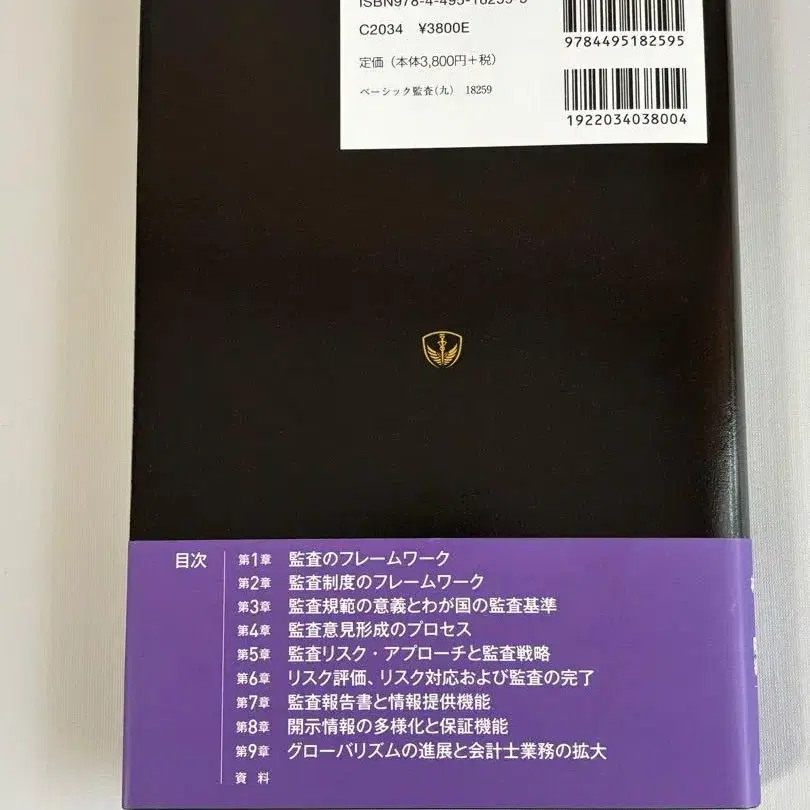 ISBN978-4-495-18259-5
C2034 ¥3800E
定価（本体3,800円＋税）
ベーシック監査（九） 18259
9784495182595
1922034038004
目次
第1章 監査のフレームワーク
第2章 監査制度のフレームワーク
第3章 監査規範の意義とわが国の監査基準
第4章 監査意見形成のプロセス
第5章 監査リスク・アプローチと監査戦略
第6章 リスク評価、リスク対応および監査の完了
第7章 監査報告書と情報提供機能
第8章 開示情報の多様化と保証機能
第9章 グローバリズムの進展と会計士業務の拡大
資 料